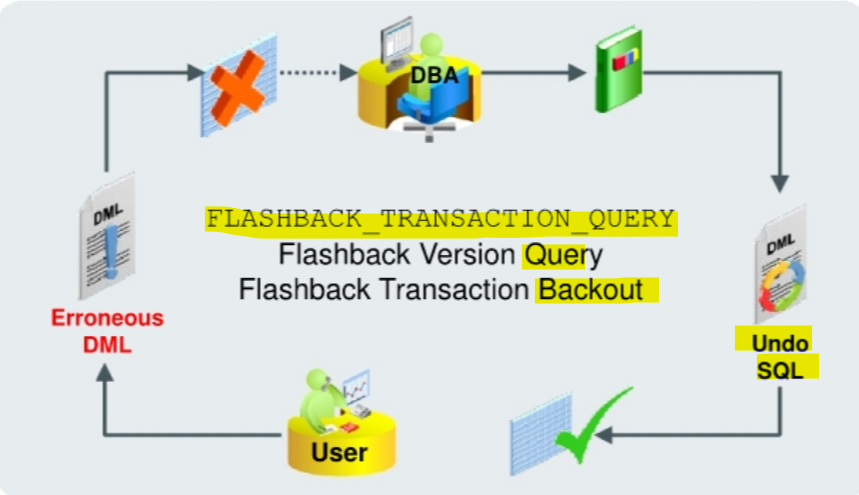 DBA
DML
FLASHBACK_TRANSACTION_QUERY
Flashback Version Query
Flashback Transaction Backout
DML
Erroneous
DML
Undo
SQL
User